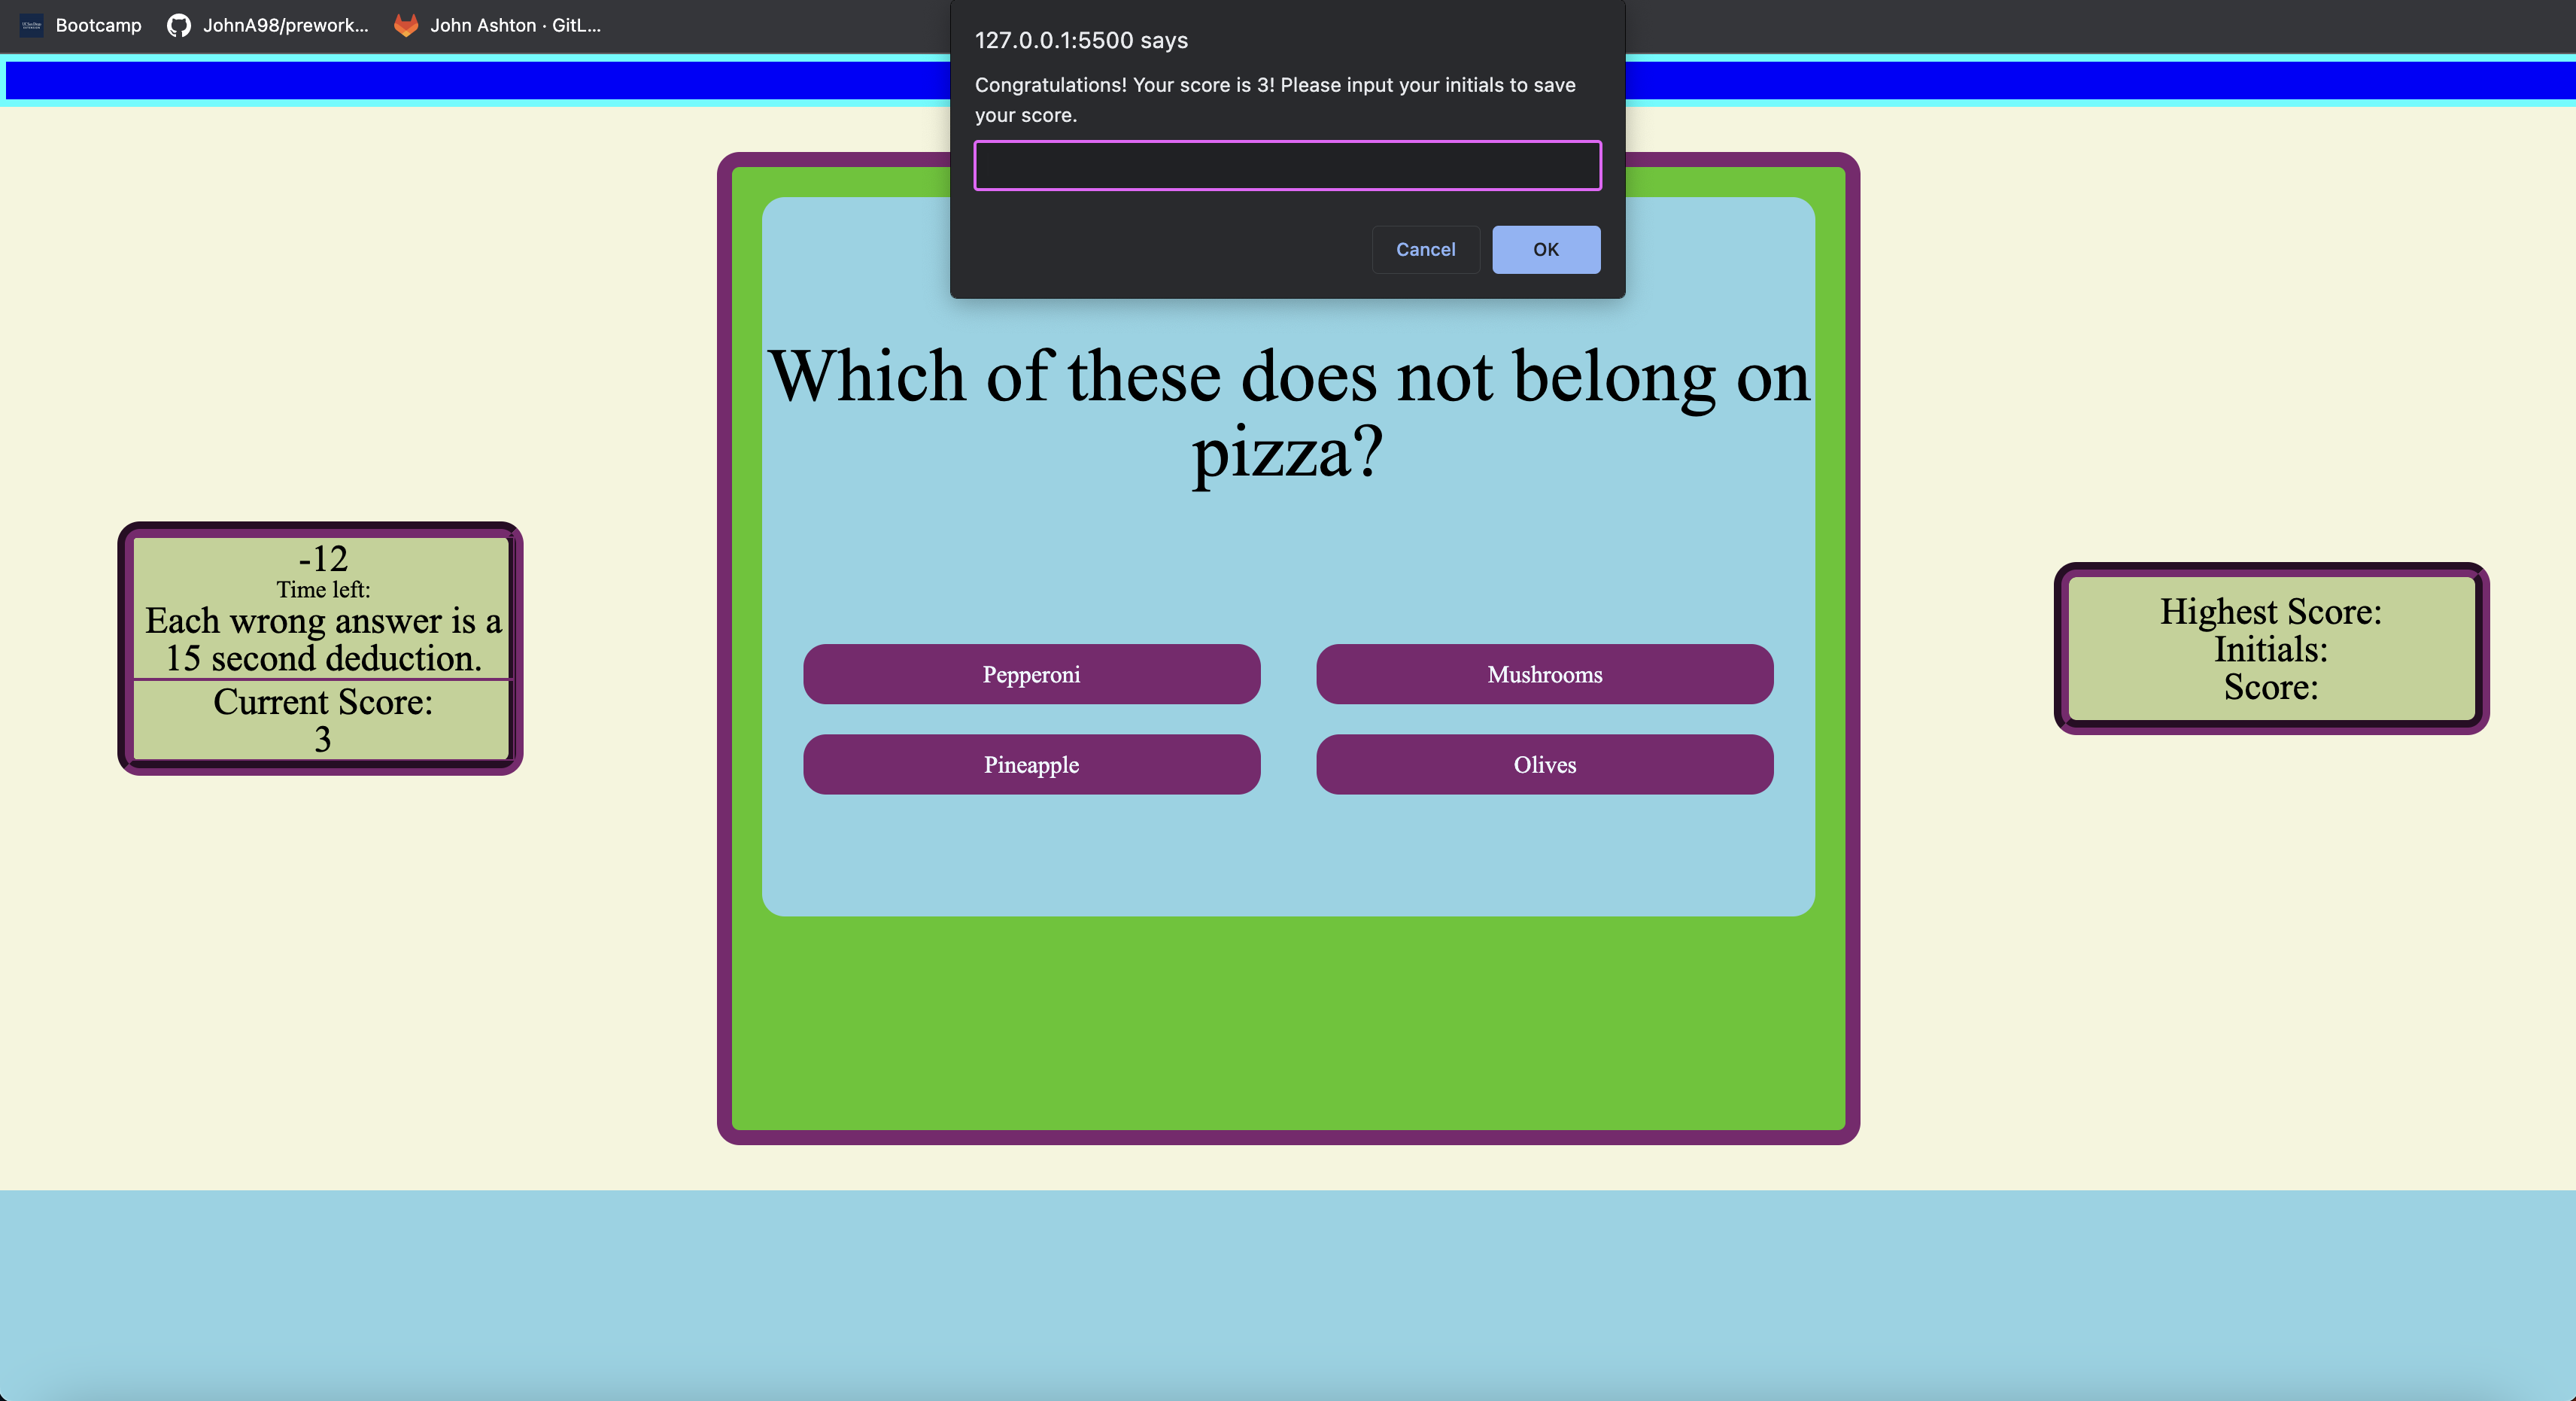 Bootcamp
JohnA98/prework...
John Ashton · GitL...
127.0.0.1:5500 says
Congratulations! Your score is 3! Please input your initials to save
your score.
Cancel
OK
Which of these does not belong on
pizza?
Pepperoni
Mushrooms
Pineapple
Olives
-12
Time left:
Each wrong answer is a
15 second deduction.
Current Score:
3
Highest Score:
Initials:
Score: